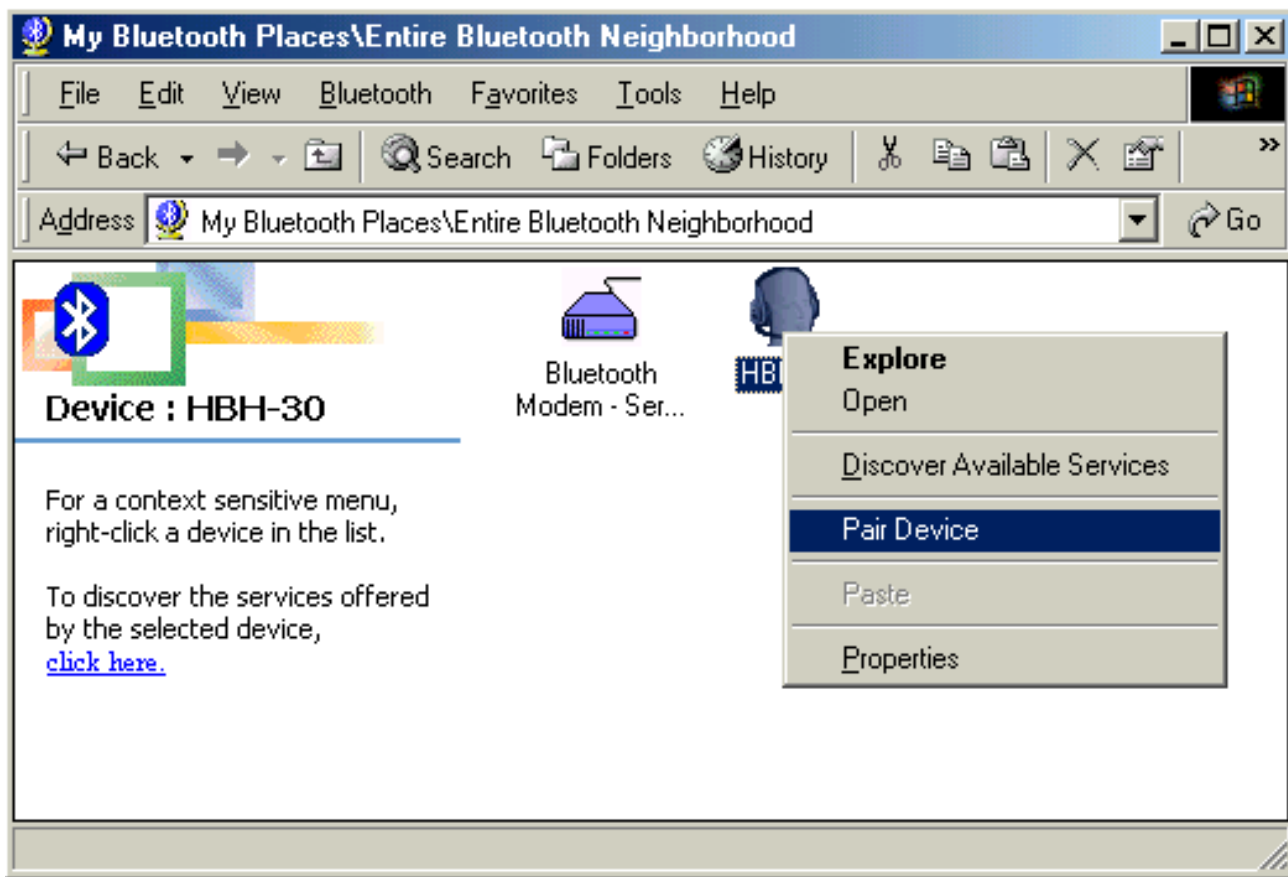 My Bluetooth Places\Entire Bluetooth Neighborhood
File Edit View Bluetooth Favorites Tools Help
Back Search Folders History »
Address My Bluetooth Places\Entire Bluetooth Neighborhood Go
Device : HBH-30
For a context sensitive menu,
right-click a device in the list.
To discover the services offered
by the selected device,
click here.
Bluetooth
Modem - Ser...
Explore
Open
Discover Available Services
Pair Device
Paste
Properties